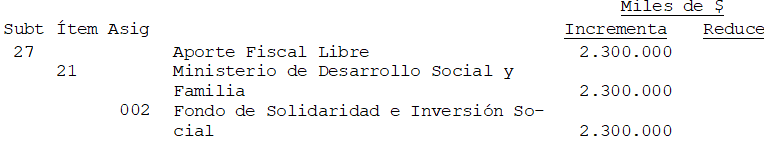 Miles de $
Subt Ítem Asig Incrementa Reduce
27 Aporte Fiscal Libre 2.300.000
21 Ministerio de Desarrollo Social y
Familia 2.300.000
002 Fondo de Solidaridad e Inversión So-
cial 2.300.000